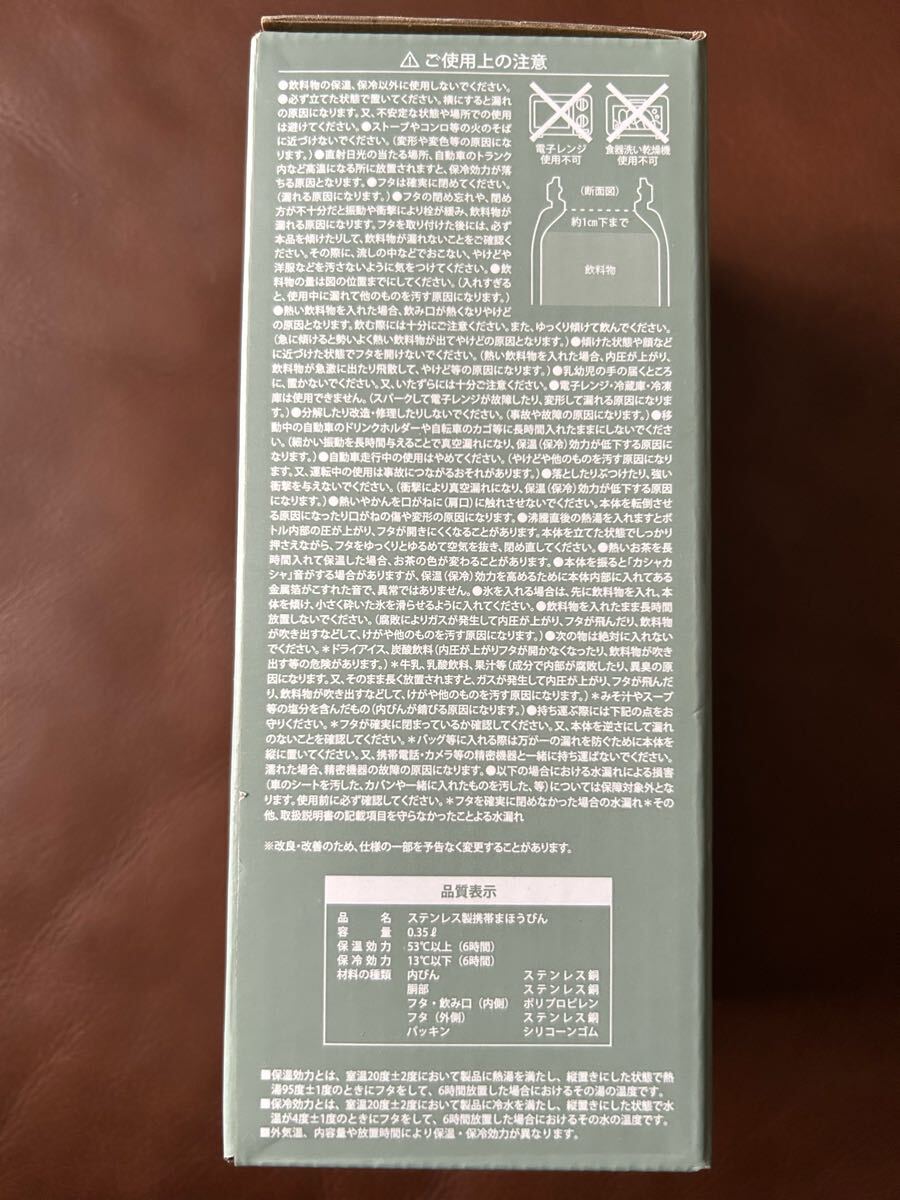 ⚠ご使用上の注意
●飲料物の保温、保冷以外に使用しないでください。
●必ず立てた状態で置いてください。横にすると漏れ
の原因になります。又、不安定な状態や場所での使用
は避けてください。●ストーブやコンロ等の火のそば
に近づけないでください。（変形や変色等の原因にな
ります。）●直射日光の当たる場所、自動車のトランク
内など高温になる所に放置されますと、保冷効力が落
ちる原因となります。●フタは確実に閉めてください。
（漏れる原因になります。）●フタの閉め忘れや、閉め
方が不十分だと振動や衝撃により栓が緩み、飲料物が
漏れる原因になります。フタを取り付けた後には、必ず
本品を傾けたりして、飲料物が漏れないことをご確認く
ださい。その際に、流しの中などでおこない、やけどや
洋服などを汚さないように気をつけてください。●飲
料物の量は図の位置までにしてください。（入れすぎる
と、使用中に漏れて他のものを汚す原因になります。）
●熱い飲料物を入れた場合、飲み口が熱くなりやけど
の原因となります。飲む際には十分にご注意ください。また、ゆっくり傾けて飲んでください。
（急に傾けると勢いよく熱い飲料物が出てやけどの原因となります。）●傾けた状態や顔など
に近づけた状態でフタを開けないでください。（熱い飲料物を入れた場合、内圧が上がり、
飲料物が急激に出たり飛散して、やけど等の原因になります。）●乳幼児の手の届くところ
に、置かないでください。又、いたずらには十分ご注意ください。●電子レンジ・冷蔵庫・冷凍
庫は使用できません。（スパークして電子レンジが故障したり、変形して漏れる原因になりま
す。）●分解したり改造・修理したりしないでください。（事故や故障の原因になります。）●移
動中の自動車のドリンクホルダーや自転車のカゴ等に長時間入れたままにしないでくださ
い。（細かい振動を長時間与えることで真空漏れになり、保温（保冷）効力が低下する原因に
なります。）●自動車走行中の使用はやめてください。（やけどや他のものを汚す原因になり
ます。又、運転中の使用は事故につながるおそれがあります。）●落としたりぶつけたり、強い
衝撃を与えないでください。（衝撃により真空漏れになり、保温（保冷）効力が低下する原因
になります。）●熱いやかんを口がねに（肩口）に触れさせないでください。本体を転倒させ
る原因になったり口がねの傷や変形の原因になります。●沸騰直後の熱湯を入れますとボ
トル内部の圧が上がり、フタが開きにくくなることがあります。本体を立てた状態でしっかり
押さえながら、フタをゆっくりとゆるめて空気を抜き、閉め直してください。●熱いお茶を長
時間入れて保温した場合、お茶の色が変わることがあります。●本体を振ると「カシャカ
シャ」音がする場合がありますが、保温（保冷）効力を高めるために本体内部に入れてある
金属箔がこすれた音で、異常ではありません。●氷を入れる場合は、先に飲料物を入れ、本
体を傾け、小さく砕いた氷を滑らせるように入れてください。●飲料物を入れたまま長時間
放置しないでください。（腐敗によりガスが発生して内圧が上がり、フタが飛んだり、飲料物
が吹き出すなどして、けがや他のものを汚す原因になります。）●次の物は絶対に入れない
でください。＊ドライアイス、炭酸飲料（内圧が上がりフタが開かなくなったり、飲料物が吹き
出す等の危険があります。）＊牛乳、乳酸飲料、果汁等（成分で内部が腐敗したり、異臭の原
因になります。又、そのまま長く放置されますと、ガスが発生して内圧が上がり、フタが飛んだ
り、飲料物が吹き出すなどして、けがや他のものを汚す原因になります。）＊みそ汁やスープ
等の塩分を含んだもの（内びんが錆びる原因になります。）●持ち運ぶ際には下記の点をお
守りください。＊フタが確実に閉まっているか確認してください。又、本体を逆さにして漏れ
のないことを確認してください。＊バッグ等に入れる際は万が一の漏れを防ぐために本体を
縦に置いてください。又、携帯電話・カメラ等の精密機器と一緒に持ち運ばないでください。
濡れた場合、精密機器の故障の原因になります。●以下の場合における水漏れによる損害
（車のシートを汚した、カバンや一緒に入れたものを汚した、等）については保障対象外とな
ります。使用前に必ず確認してください。＊フタを確実に閉めなかった場合の水漏れ＊その
他、取扱説明書の記載項目を守らなかったことよる水漏れ
電子レンジ
使用不可
食器洗い乾燥機
使用不可
（断面図）
約1cm下まで
飲料物
※改良・改善のため、仕様の一部を予告なく変更することがあります。
品質表示
品 名 ステンレス製携帯まほうびん
容 量 0.35ℓ
保温効力 53℃以上（6時間）
保冷効力 13℃以下（6時間）
材料の種類 内びん ステンレス鋼
胴部 ステンレス鋼
フタ・飲み口（内側） ポリプロピレン
フタ（外側） ステンレス鋼
パッキン シリコーンゴム
■保温効力とは、室温20度±2度において製品に熱湯を満たし、縦置きにした状態で熱
湯95度±1度のときにフタをして、6時間放置した場合におけるその湯の温度です。
■保冷効力とは、室温20度±2度において製品に冷水を満たし、縦置きにした状態で水
温が4度±1度のときにフタをして、6時間放置した場合におけるその水の温度です。
■外気温、内容量や放置時間により保温・保冷効力が異なります。